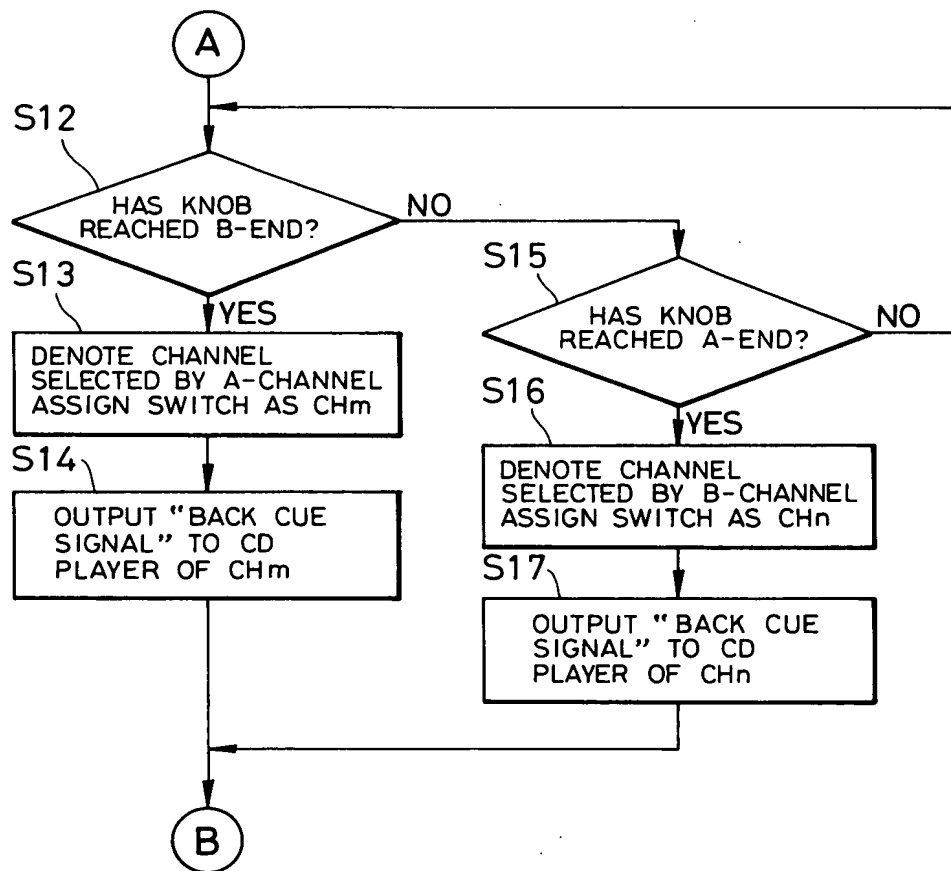 A
S12
HAS KNOB
REACHED B-END?
NO
S15
S13
YES
HAS KNOB
REACHED A-END?
NO
DENOTE CHANNEL
SELECTED BY A-CHANNEL
ASSIGN SWITCH AS CHm
S16
YES
S14
DENOTE CHANNEL
SELECTED BY B-CHANNEL
ASSIGN SWITCH AS CHn
OUTPUT "BACK CUE
SIGNAL" TO CD
PLAYER OF CHm
S17
OUTPUT "BACK CUE
SIGNAL" TO CD
PLAYER OF CHn
B